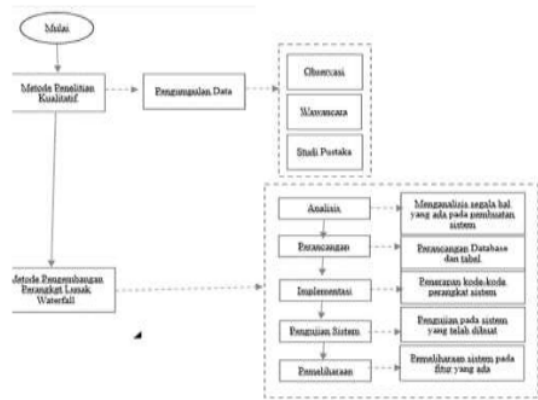 Mulai
Metode Penelitian
Kualitatif
Pengumpulan Data
Observasi
Wawancara
Studi Pustaka
Metode Pengembangan
Perangkat Lunak
Waterfall
Analisis
Menganalisis segala hal
yang ada pada pembuatan
sistem
Perancangan
Perancangan Database
dan tabel
Implementasi
Penerapan kode-kode
perangkat sistem
Pengujian Sistem
Pengujian pada sistem
yang telah dibuat
Pemeliharaan
Pemeliharaan sistem pada
fitur yang ada